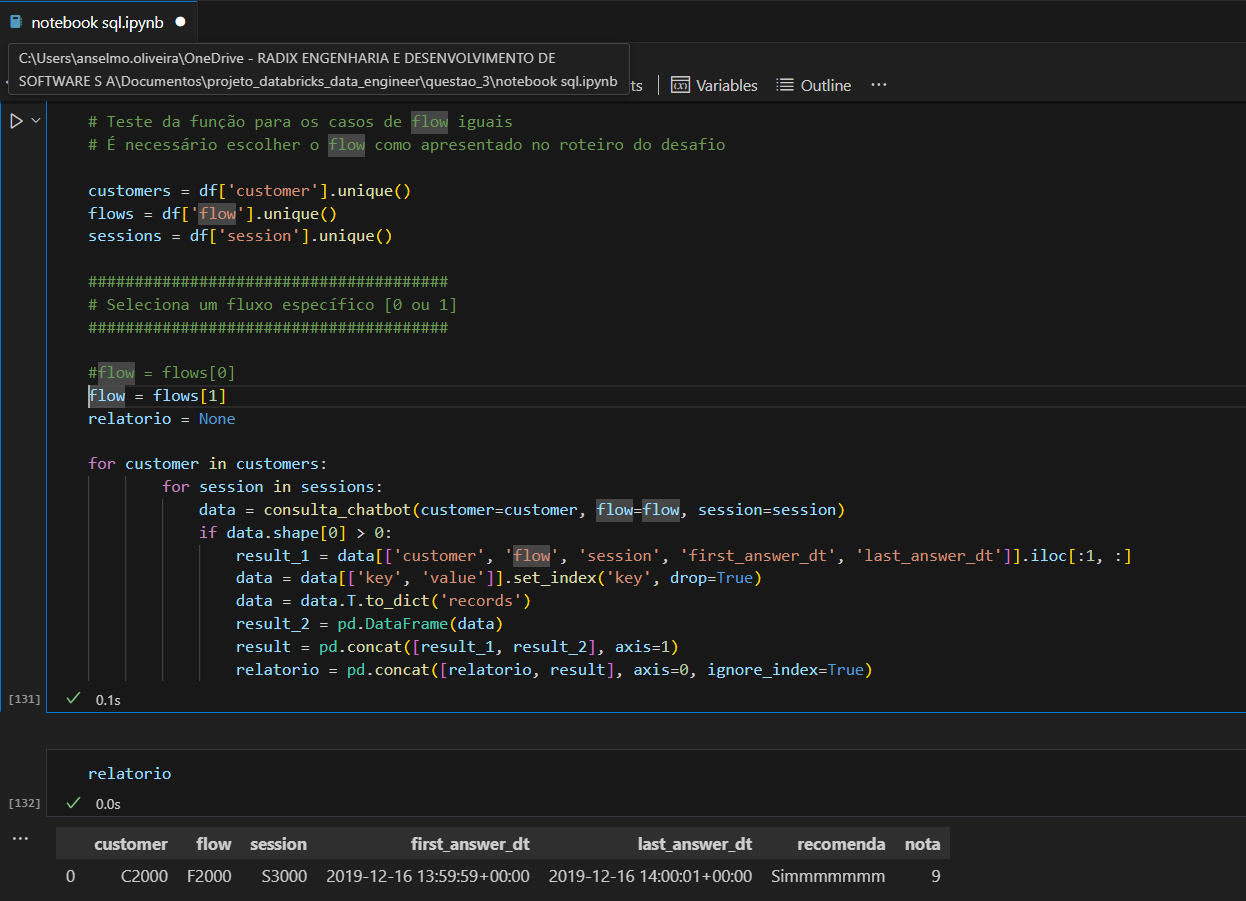 notebook sql.ipynb
C:\Users\anselmo.oliveira\OneDrive - RADIX ENGENHARIA E DESENVOLVIMENTO DE
SOFTWARE S A\Documentos\projeto_databricks_data_engineer\questao_3\notebook sql.ipynb
ts | Variables Outline ...
# Teste da função para os casos de flow iguais
# É necessário escolher o flow como apresentado no roteiro do desafio
customers = df['customer'].unique()
flows = df['flow'].unique()
sessions = df['session'].unique()
#######################################
# Seleciona um fluxo específico [0 ou 1]
#######################################
#flow = flows[0]
flow = flows[1]
relatorio = None
for customer in customers:
for session in sessions:
data = consulta_chatbot(customer=customer, flow=flow, session=session)
if data.shape[0] > 0:
result_1 = data[['customer', 'flow', 'session', 'first_answer_dt', 'last_answer_dt']].iloc[:1, :]
data = data[['key', 'value']].set_index('key', drop=True)
data = data.T.to_dict('records')
result_2 = pd.DataFrame(data)
result = pd.concat([result_1, result_2], axis=1)
relatorio = pd.concat([relatorio, result], axis=0, ignore_index=True)
[131] 0.1s
relatorio
[132] 0.0s
...
customer flow session first_answer_dt last_answer_dt recomenda nota
0 C2000 F2000 S3000 2019-12-16 13:59:59+00:00 2019-12-16 14:00:01+00:00 Simmmmmmm 9